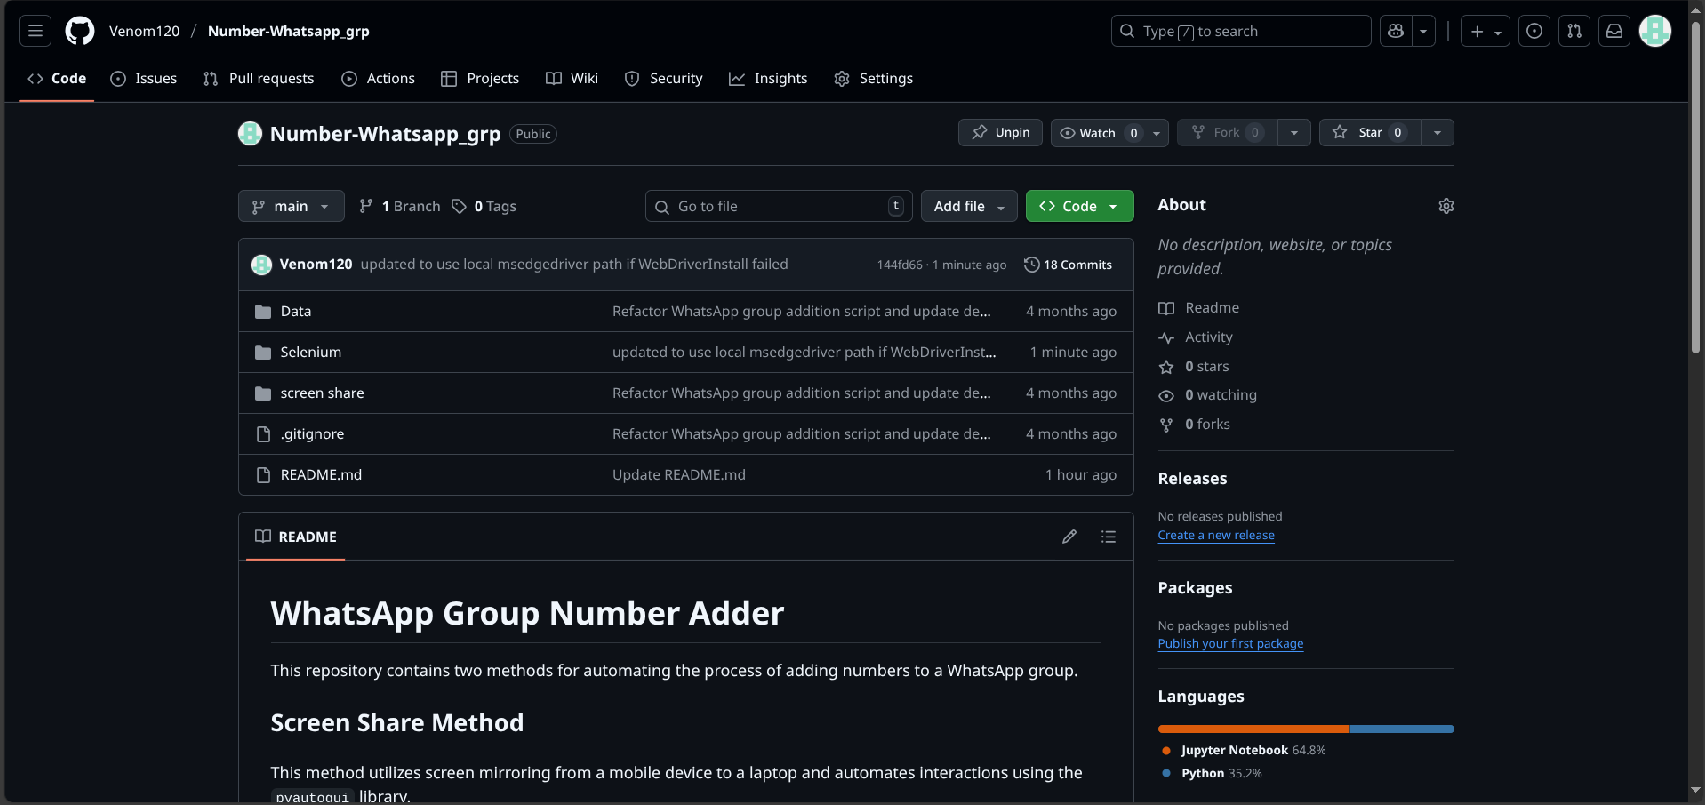 Venom120 / Number-Whatsapp_grp
Type / to search
Code Issues Pull requests Actions Projects Wiki Security Insights Settings
Number-Whatsapp_grp Public
Unpin Watch 0 Fork 0 Star 0
main 1 Branch 0 Tags
Go to file t Add file Code
Venom120 updated to use local msedgedriver path if WebDriverInstall failed 144fd66 · 1 minute ago 18 Commits
Data Refactor WhatsApp group addition script and update de... 4 months ago
Selenium updated to use local msedgedriver path if WebDriverInst... 1 minute ago
screen share Refactor WhatsApp group addition script and update de... 4 months ago
.gitignore Refactor WhatsApp group addition script and update de... 4 months ago
README.md Update README.md 1 hour ago
README
WhatsApp Group Number Adder
This repository contains two methods for automating the process of adding numbers to a WhatsApp group.
Screen Share Method
This method utilizes screen mirroring from a mobile device to a laptop and automates interactions using the
pyautogui library.
About
No description, website, or topics
provided.
Readme
Activity
0 stars
0 watching
0 forks
Releases
No releases published
Create a new release
Packages
No packages published
Publish your first package
Languages
Jupyter Notebook 64.8%
Python 35.2%